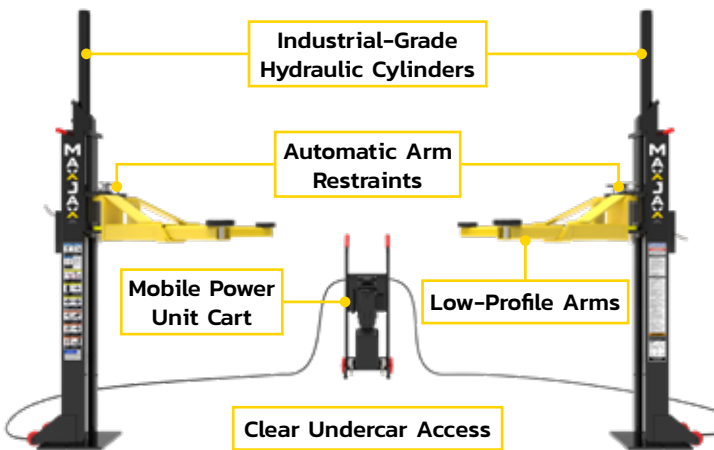 Industrial-Grade
Hydraulic Cylinders
Automatic Arm
Restraints
MAXJAX
MAXJAX
Mobile Power
Unit Cart
Low-Profile Arms
Clear Undercar Access